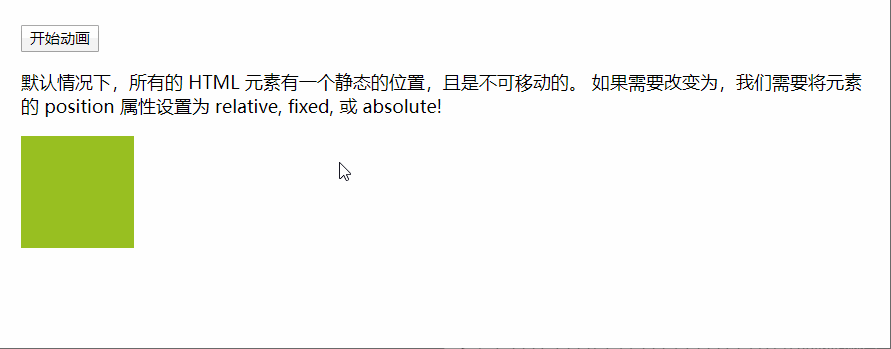 开始动画
默认情况下，所有的 HTML 元素有一个静态的位置，且是不可移动的。 如果需要改变为，我们需要将元素
的 position 属性设置为 relative, fixed, 或 absolute!